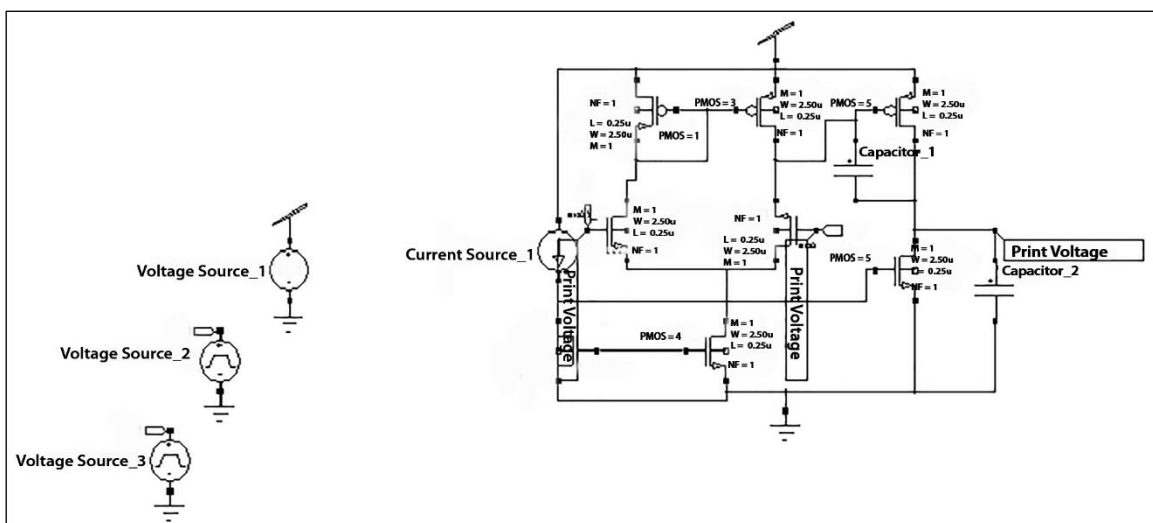 Voltage Source_1
Voltage Source_2
Voltage Source_3
Current Source_1
NF = 1
L = 0.25u
W = 2.50u
M = 1
PMOS = 1
PMOS = 3
M = 1
W = 2.50u
L = 0.25u
NF = 1
PMOS = 5
M = 1
W = 2.50u
L = 0.25u
NF = 1
Capacitor_1
M = 1
W = 2.50u
L = 0.25u
NF = 1
NF = 1
L = 0.25u
W = 2.50u
M = 1
Print Voltage
Print Voltage
PMOS = 5
M = 1
W = 2.50u
L = 0.25u
NF = 1
Print Voltage
Capacitor_2
PMOS = 4
M = 1
W = 2.50u
L = 0.25u
NF = 1